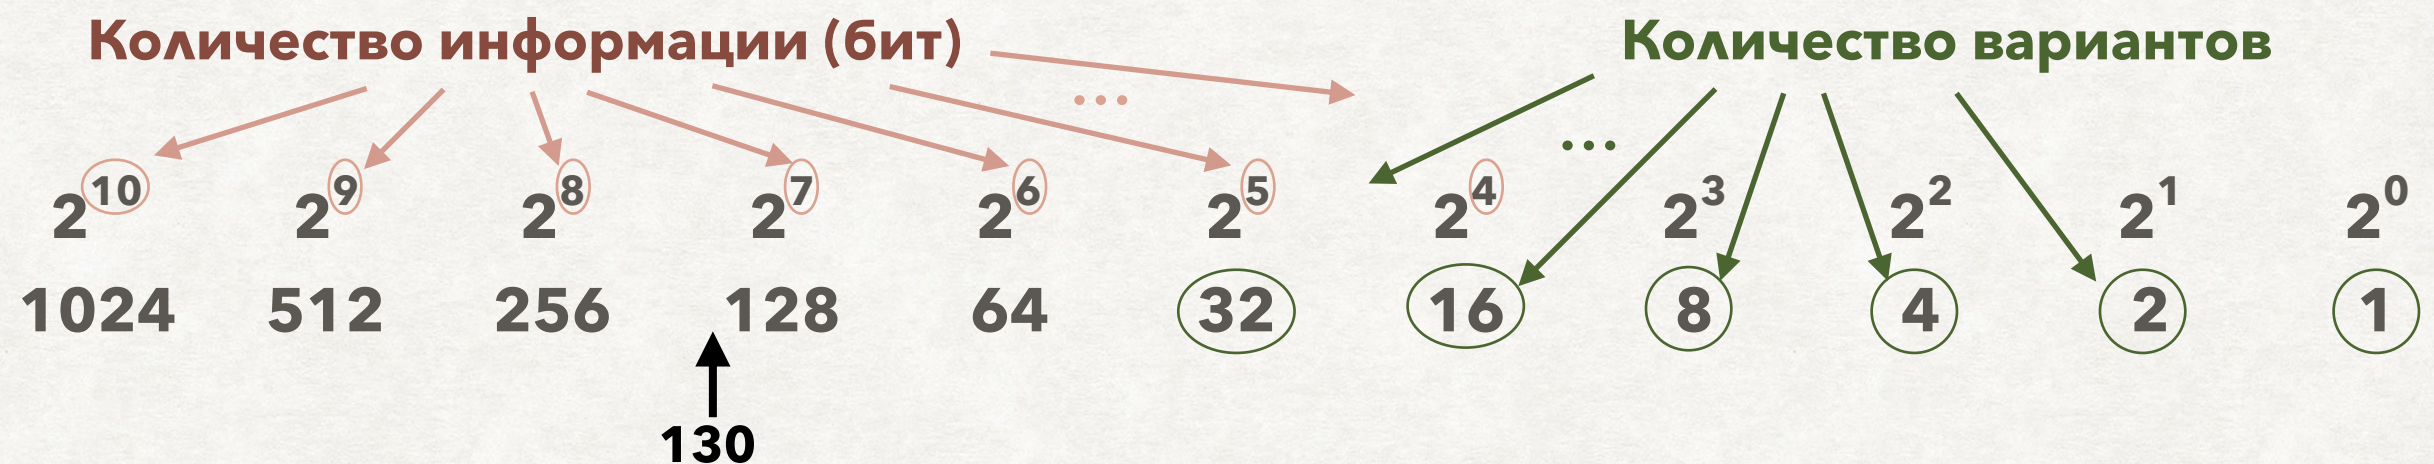 Количество информации (бит) Количество вариантов
... ...
2^10 2^9 2^8 2^7 2^6 2^5 2^4 2^3 2^2 2^1 2^0
1024 512 256 128 64 32 16 8 4 2 1
130